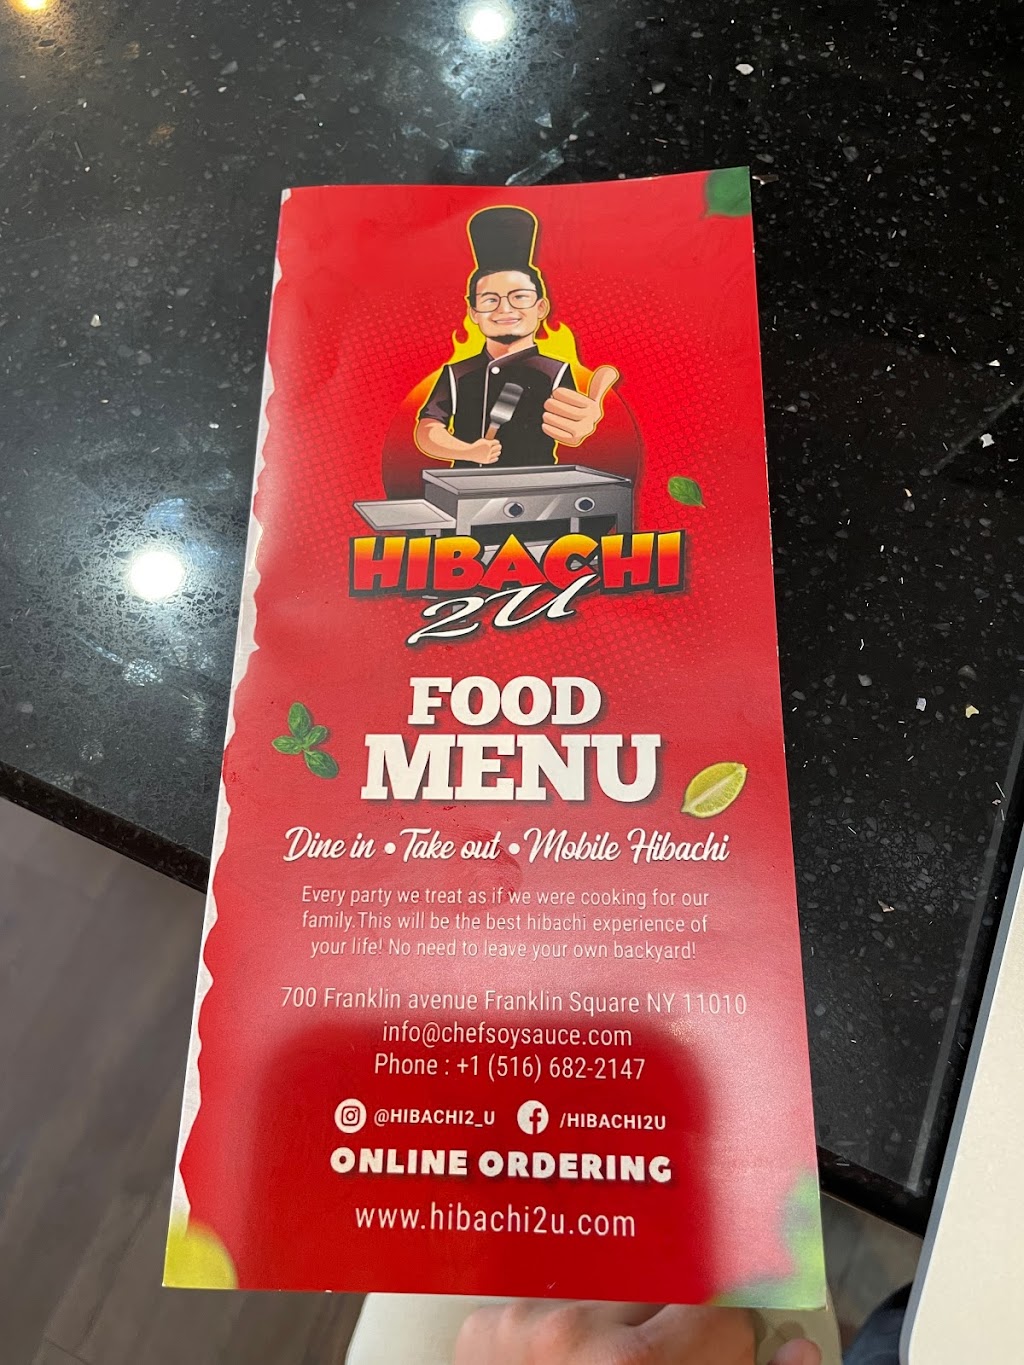 HIBACHI
2U
FOOD
MENU
Dine in • Take out • Mobile Hibachi
Every party we treat as if we were cooking for our
family.This will be the best hibachi experience of
your life! No need to leave your own backyard!
700 Franklin avenue Franklin Square NY 11010
info@chefsoysauce.com
Phone : +1 (516) 682-2147
@HIBACHI2_U /HIBACHI2U
ONLINE ORDERING
www.hibachi2u.com